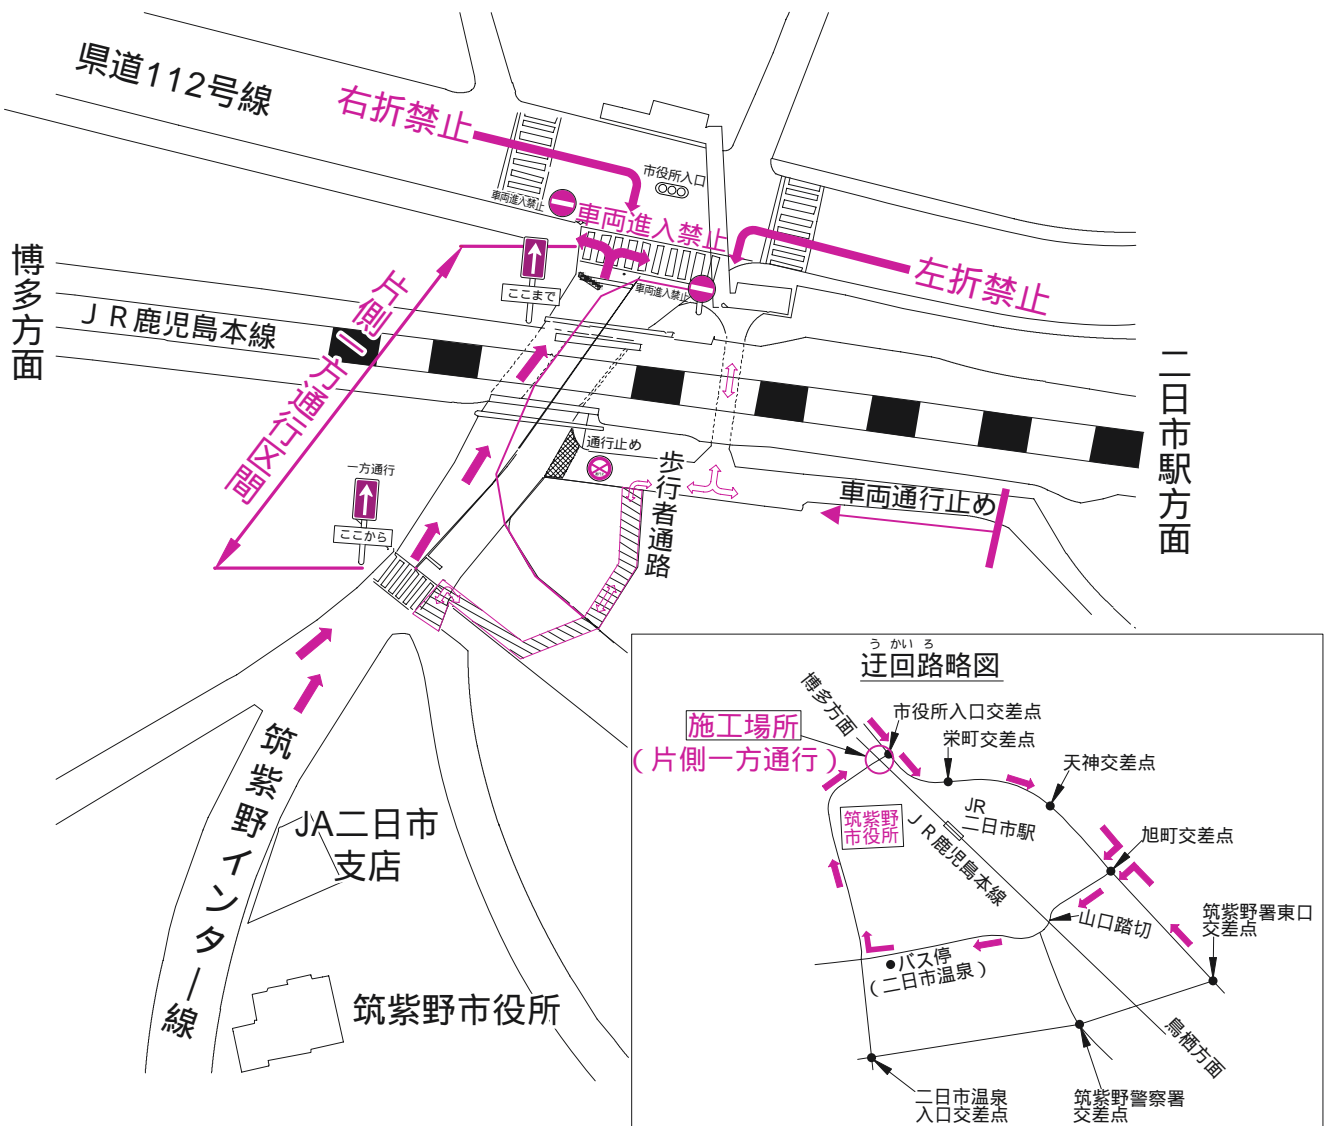 県道112号線
右折禁止
市役所入口
車両進入禁止
車両進入禁止
左折禁止
車両進入禁止
博多方面
ここまで
片側一方通行区間
JR鹿児島本線
二日市駅方面
通行止め
歩行者通路
一方通行
ここから
車両通行止め
筑紫野インター線
JA二日市
支店
筑紫野市役所
うかいろ
迂回路略図
博多方面
市役所入口交差点
施工場所
(片側一方通行)
栄町交差点
天神交差点
JR
二日市駅
筑紫野
市役所
JR鹿児島本線
旭町交差点
山口踏切
筑紫野署東口
交差点
バス停
(二日市温泉)
鳥栖方面
二日市温泉
入口交差点
筑紫野警察署
交差点